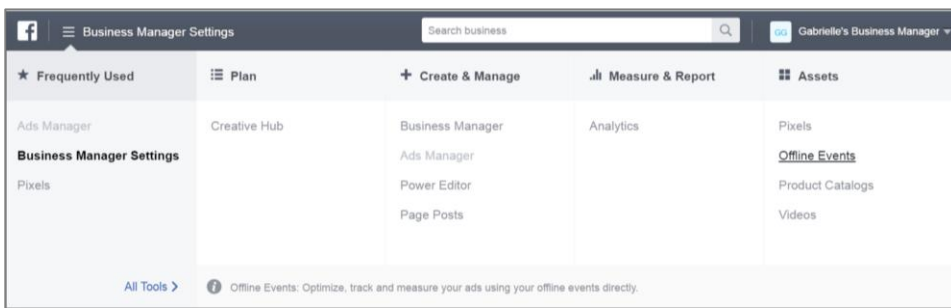 Business Manager Settings
Search business
GG Gabrielle's Business Manager
Frequently Used
Ads Manager
Business Manager Settings
Pixels
All Tools >
Plan
Creative Hub
Create & Manage
Business Manager
Ads Manager
Power Editor
Page Posts
Measure & Report
Analytics
Assets
Pixels
Offline Events
Product Catalogs
Videos
Offline Events: Optimize, track and measure your ads using your offline events directly.